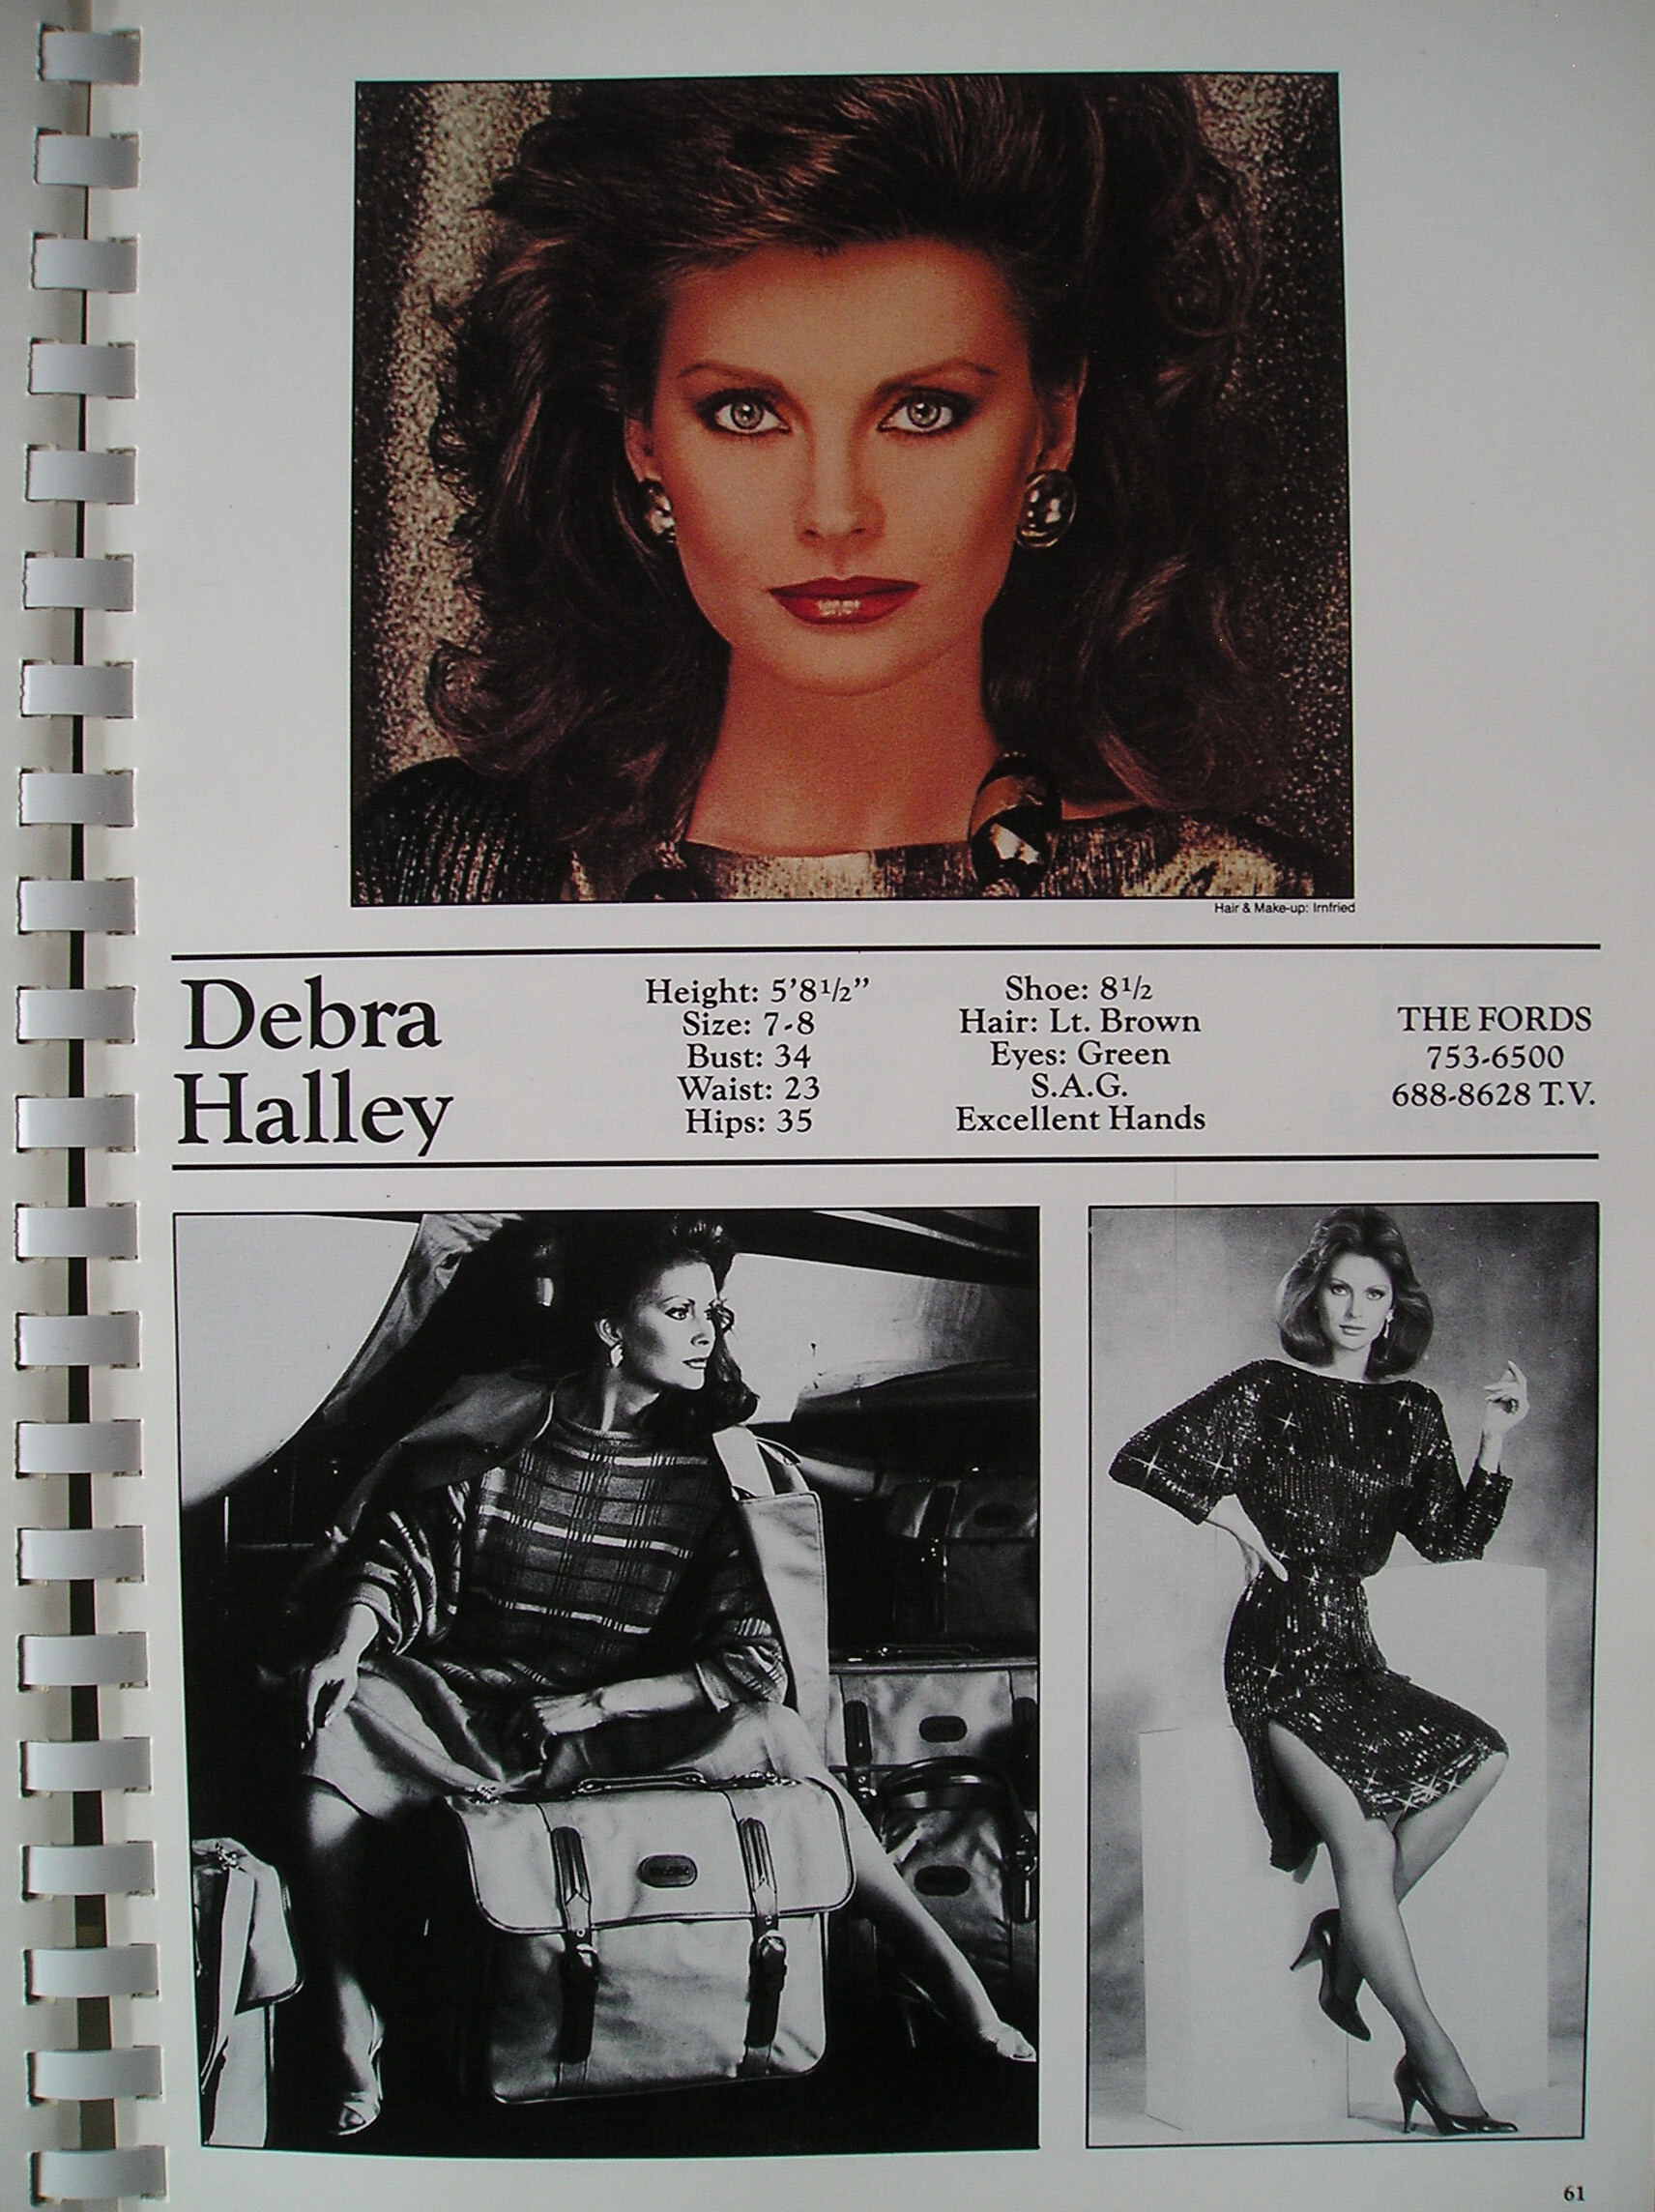 Hair & Make-up: Irnfried
Debra
Halley
Height: 5'8½”
Size: 7-8
Bust: 34
Waist: 23
Hips: 35
Shoe: 8½
Hair: Lt. Brown
Eyes: Green
S.A.G.
Excellent Hands
THE FORDS
753-6500
688-8628 T.V.
61